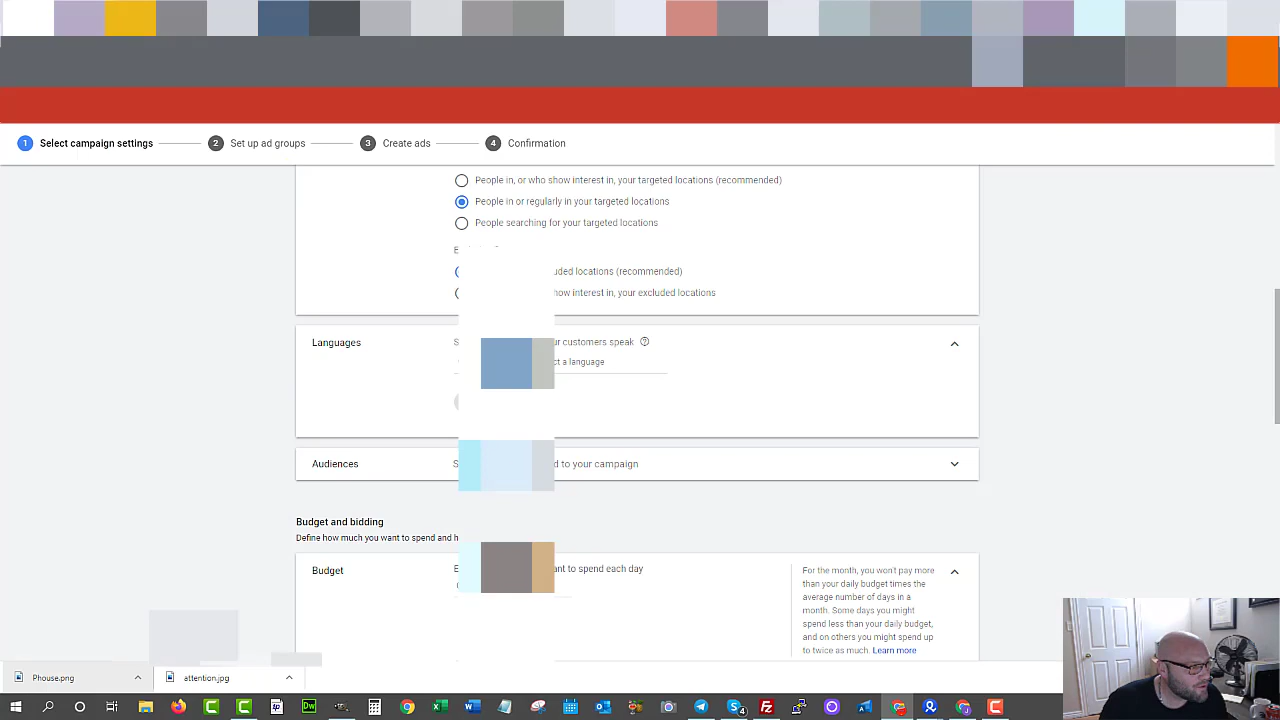 1 Select campaign settings 2 Set up ad groups 3 Create ads 4 Confirmation
People in, or who show interest in, your targeted locations (recommended)
People in or regularly in your targeted locations
People searching for your targeted locations
locations (recommended)
show interest in, your excluded locations
Languages
customers speak
a language
Audiences
to your campaign
Budget and bidding
Define how much you want to spend and
Budget
to spend each day
For the month, you won't pay more
than your daily budget times the
average number of days in a
month. Some days you might
spend less than your daily budget,
and on others you might spend up
to twice as much. Learn more
Phouse.png
attention.jpg